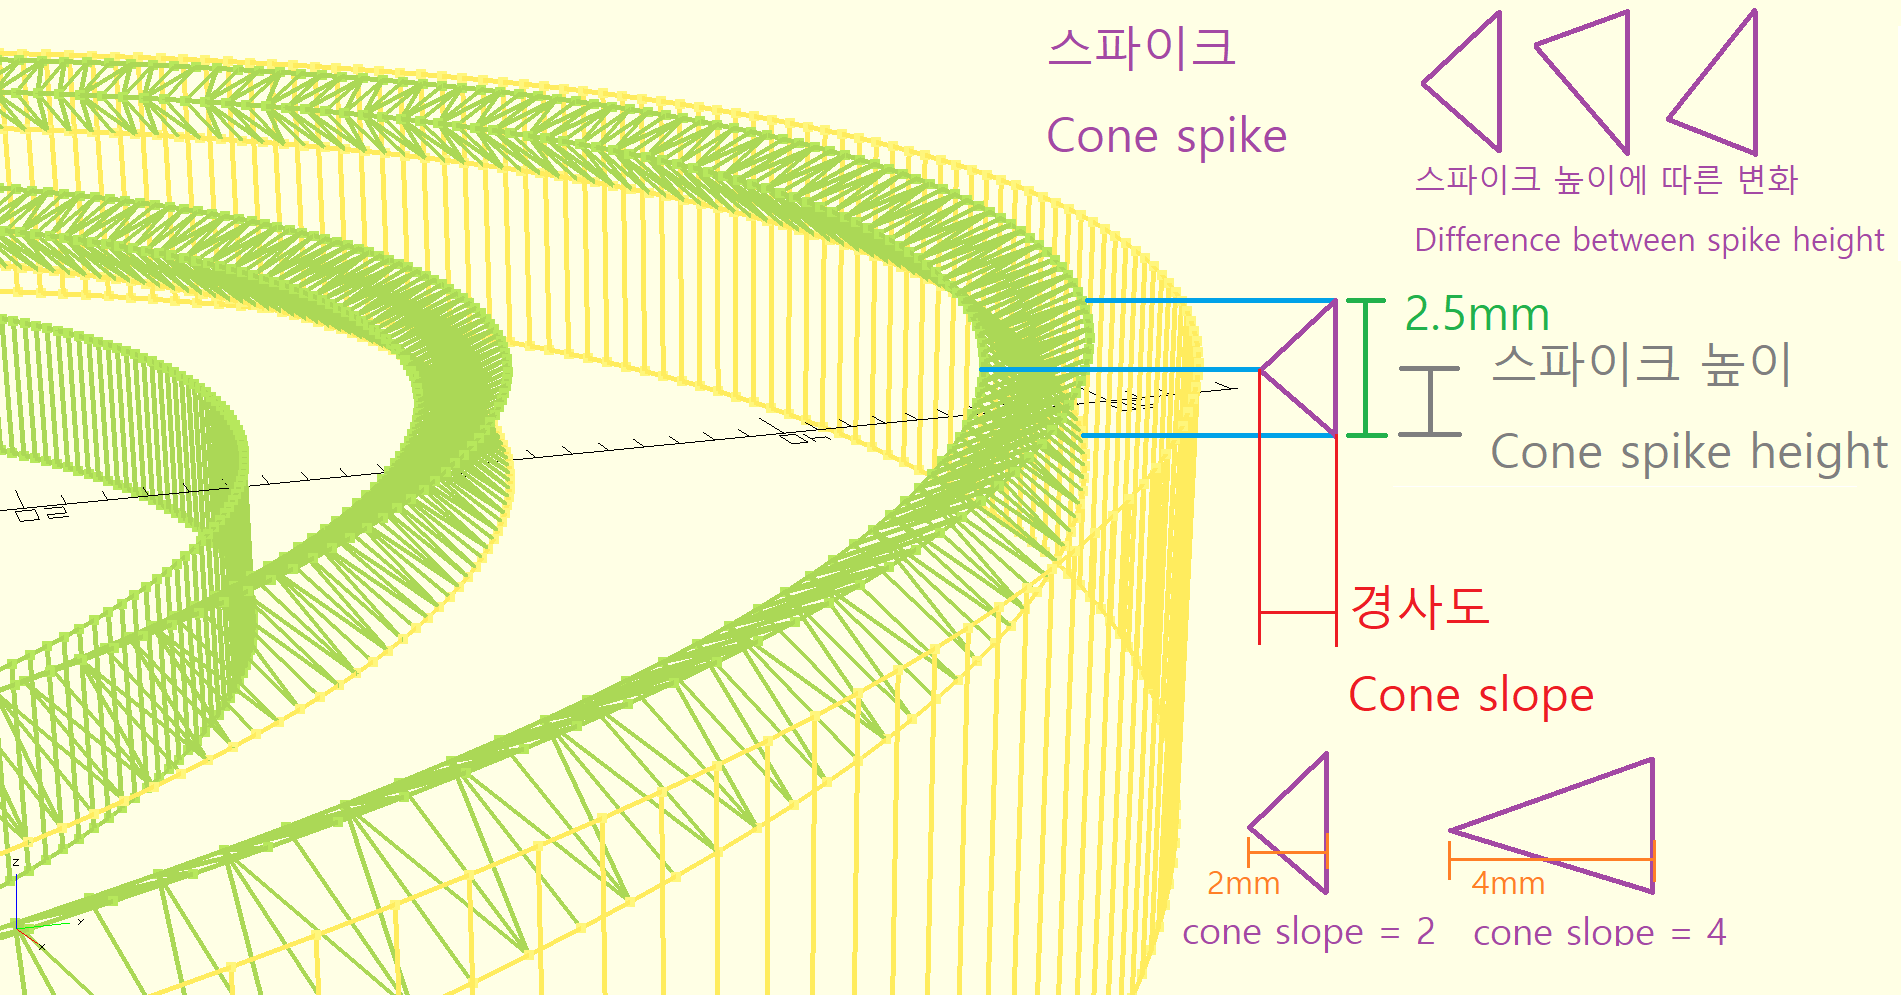 스파이크
Cone spike
스파이크 높이에 따른 변화
Difference between spike height
2.5mm
스파이크 높이
Cone spike height
경사도
Cone slope
2mm
4mm
cone slope = 2
cone slope = 4
z
Y
X